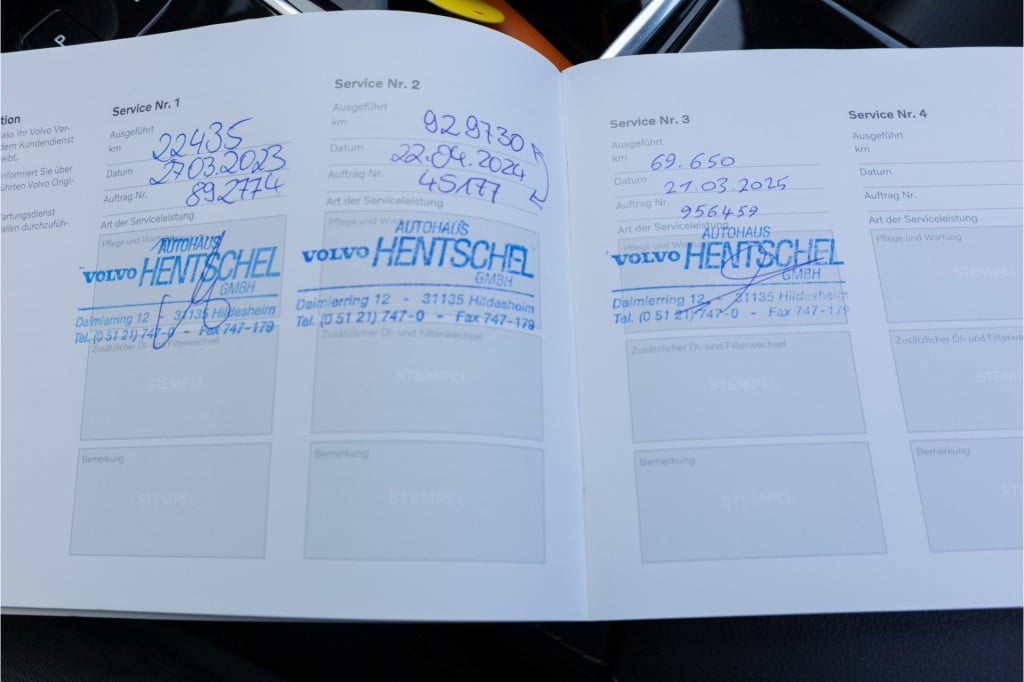 P
tion
ass Ihr Volvo Ver-
dem Kundendienst
eibt.
informiert Sie über
führten Volvo Origi-
artungsdienst
allen durchzufüh-
Service Nr. 1
Ausgeführt
km 22435
Datum 27.03.2023
Auftrag Nr. 892774
Art der Serviceleistung
Pflege und Wartung
AUTOHAUS
VOLVO HENTSCHEL
GMBH
Daimlerring 12 - 31135 Hildesheim
Tel. (0 51 21) 747-0 - Fax 747-179
Zusätzlicher Öl- und Filterwechsel
STEMPEL
Bemerkung
STEMPEL
Service Nr. 2
Ausgeführt
km 929730
Datum 22.04.2024
Auftrag Nr. 45177
Art der Serviceleistung
Pflege und Wartung
AUTOHAUS
VOLVO HENTSCHEL
GMBH
Daimlerring 12 - 31135 Hildesheim
Tel. (0 51 21) 747-0 - Fax 747-179
Zusätzlicher Öl- und Filterwechsel
STEMPEL
Bemerkung
STEMPEL
Service Nr. 3
Ausgeführt
km 69.650
Datum 21.03.2025
Auftrag Nr. 956459
Art der Serviceleistung
Pflege und Wartung
AUTOHAUS
VOLVO HENTSCHEL
GMBH
Daimlerring 12 - 31135 Hildesheim
Tel. (0 51 21) 747-0 - Fax 747-179
Zusätzlicher Öl- und Filterwechsel
STEMPEL
Bemerkung
STEMPEL
Service Nr. 4
Ausgeführt
km
Datum
Auftrag Nr.
Art der Serviceleistung
Pflege und Wartung
STEMPEL
Zusätzlicher Öl- und Filterwechsel
STEMP
Bemerkung
ST